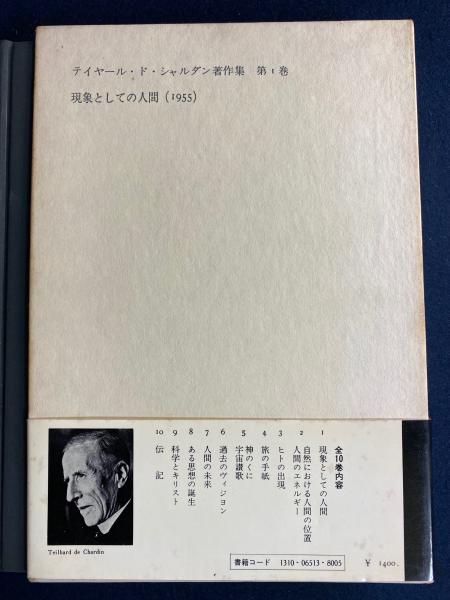 テイヤール・ド・シャルダン著作集　第1巻
現象としての人間（1955）
全10巻内容
1 現象としての人間
2 自然における人間の位置
人間のエネルギー
3 ヒトの出現
4 旅の手紙
5 神のくに
宇宙讃歌
6 過去のヴィジョン
7 人間の未来
8 ある思想の誕生
9 科学とキリスト
10 伝記
Teilhard de Chardin
書籍コード　1310・06513・8005
¥ 1400.